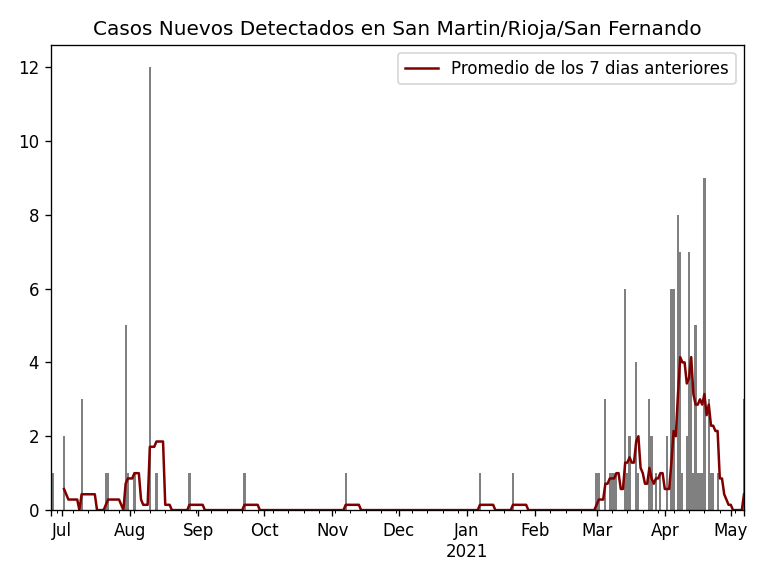 Casos Nuevos Detectados en San Martin/Rioja/San Fernando
Promedio de los 7 dias anteriores
12
10
8
6
4
2
0
Jul Aug Sep Oct Nov Dec Jan Feb Mar Apr May
2021